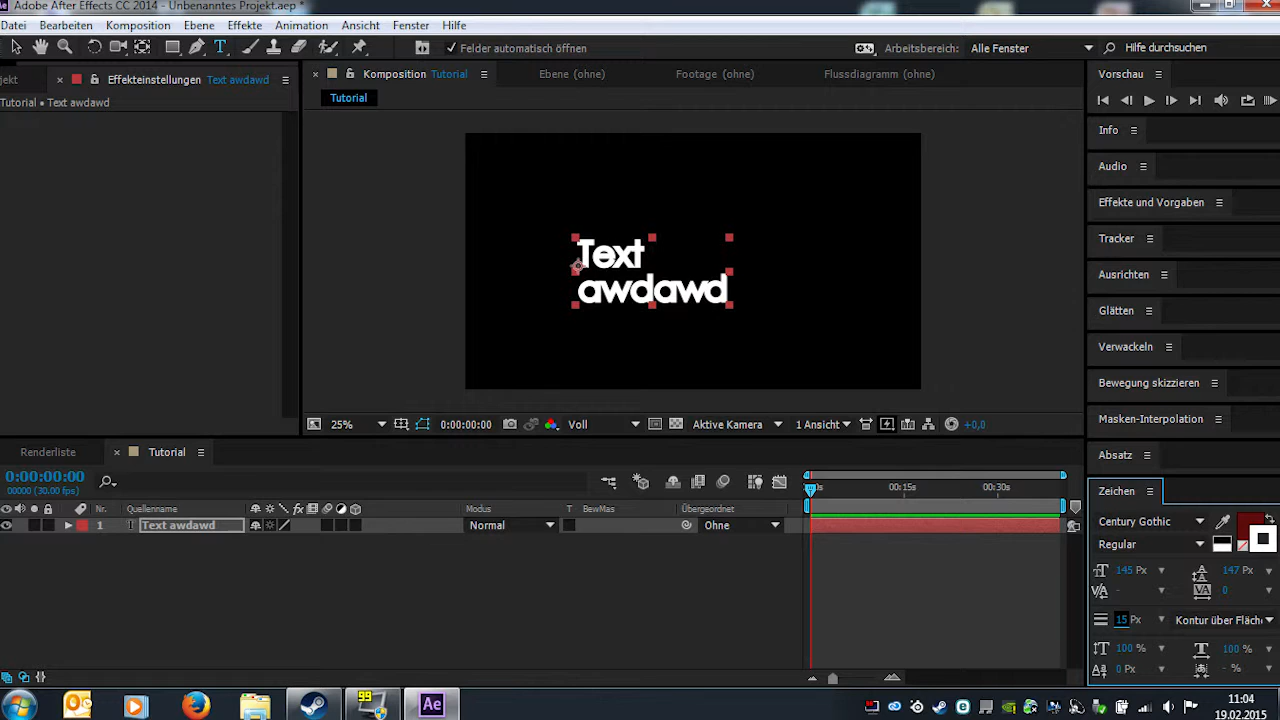 Adobe After Effects CC 2014 - Unbenanntes Projekt.aep *
Datei Bearbeiten Komposition Ebene Effekte Animation Ansicht Fenster Hilfe
Felder automatisch öffnen
Arbeitsbereich: Alle Fenster
Hilfe durchsuchen
jekt
Effekteinstellungen Text awdawd
Komposition Tutorial
Ebene (ohne)
Footage (ohne)
Flussdiagramm (ohne)
Vorschau
Tutorial • Text awdawd
Tutorial
Info
Audio
Effekte und Vorgaben
Tracker
Ausrichten
Glätten
Verwackeln
Bewegung skizzieren
Masken-Interpolation
Absatz
Text
awdawd
25%
0:00:00:00
Voll
Aktive Kamera
1 Ansicht
+0,0
Renderliste
Tutorial
0:00:00:00
00000 (30.00 fps)
0s 00:15s 00:30s
Nr. Quellenname
Modus
T BewMas
Übergeordnet
1 T Text awdawd
Normal
Ohne
Zeichen
Century Gothic
Regular
145 Px
147 Px
-
0
15 Px
Kontur über Fläch
100 %
100 %
0 Px
- %
99
Ae
11:04
19.02.2015